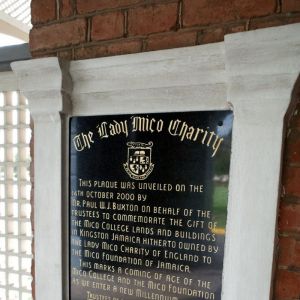 The Lady Mico Charity
THIS PLAQUE WAS UNVEILED ON THE
14TH OCTOBER 2000 BY
DR. PAUL W.J. BUXTON ON BEHALF OF THE
TRUSTEES TO COMMEMORATE THE GIFT OF
THE MICO COLLEGE LANDS AND BUILDINGS
IN KINGSTON JAMAICA HITHERTO OWNED BY
THE LADY MICO CHARITY OF ENGLAND TO
THE MICO FOUNDATION OF JAMAICA.
THIS MARKS A COMING OF AGE OF THE
MICO COLLEGE AND THE MICO FOUNDATION
AS WE ENTER A NEW MILLENNIUM
TRUSTEES